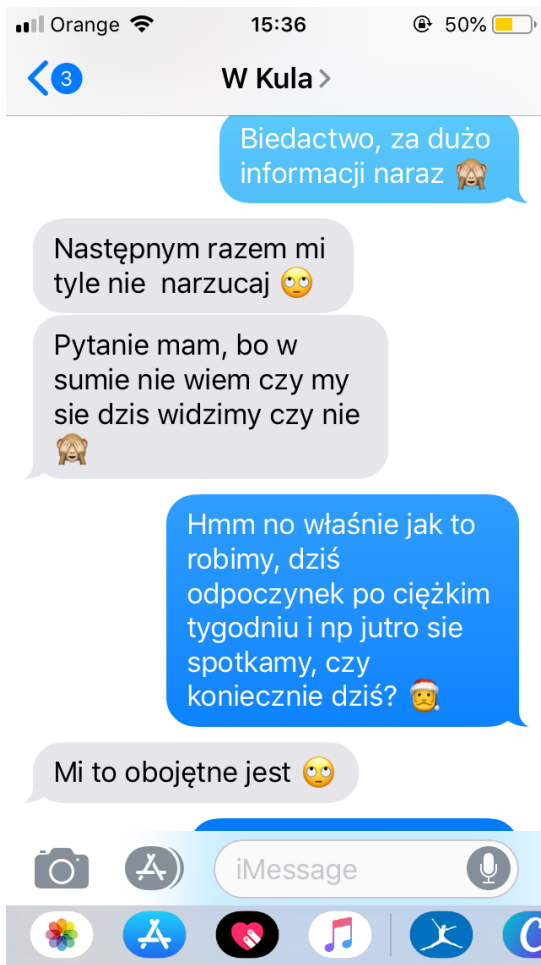 Orange 15:36 50%
3 W Kula
Biedactwo, za dużo
informacji naraz 🙈
Następnym razem mi
tyle nie narzucaj 🙄
Pytanie mam, bo w
sumie nie wiem czy my
sie dzis widzimy czy nie
🙈
Hmm no właśnie jak to
robimy, dziś
odpoczynek po ciężkim
tygodniu i np jutro sie
spotkamy, czy
koniecznie dziś? 🎅
Mi to obojętne jest 🙄
iMessage